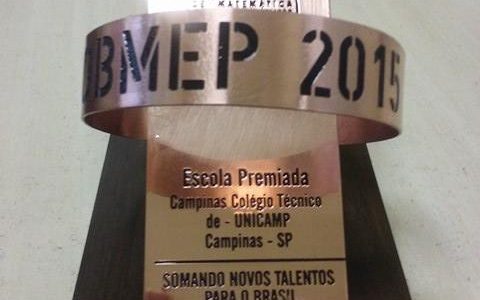 DE MATEMÁTICA
OBMEP 2015
Escola Premiada
Campinas Colégio Técnico
de - UNICAMP
Campinas - SP
SOMANDO NOVOS TALENTOS
PARA O BRASIL